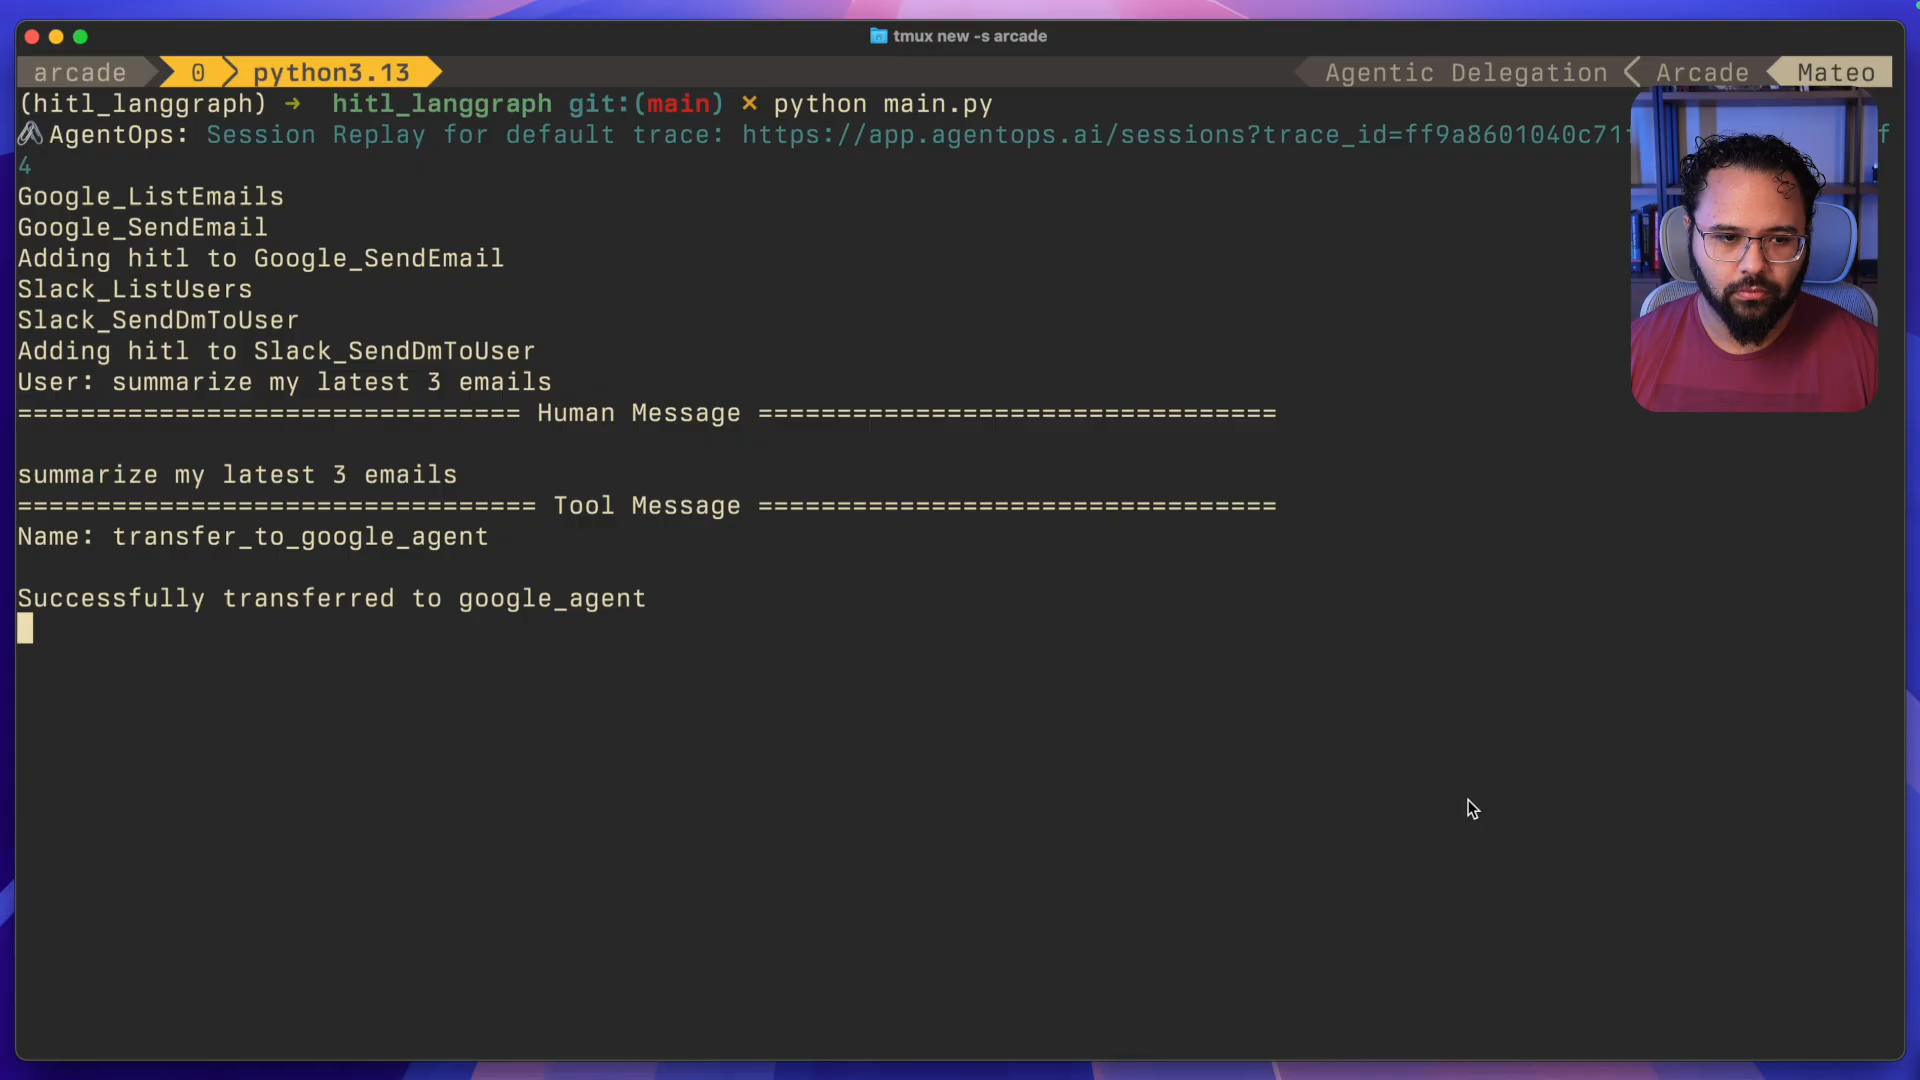 tmux new -s arcade
arcade 0 python3.13 Agentic Delegation Arcade Mateo
(hitl_langgraph) → hitl_langgraph git:(main) × python main.py
AgentOps: Session Replay for default trace: https://app.agentops.ai/sessions?trace_id=ff9a8601040c71 f
4
Google_ListEmails
Google_SendEmail
Adding hitl to Google_SendEmail
Slack_ListUsers
Slack_SendDmToUser
Adding hitl to Slack_SendDmToUser
User: summarize my latest 3 emails
================================ Human Message =================================
summarize my latest 3 emails
================================= Tool Message =================================
Name: transfer_to_google_agent
Successfully transferred to google_agent